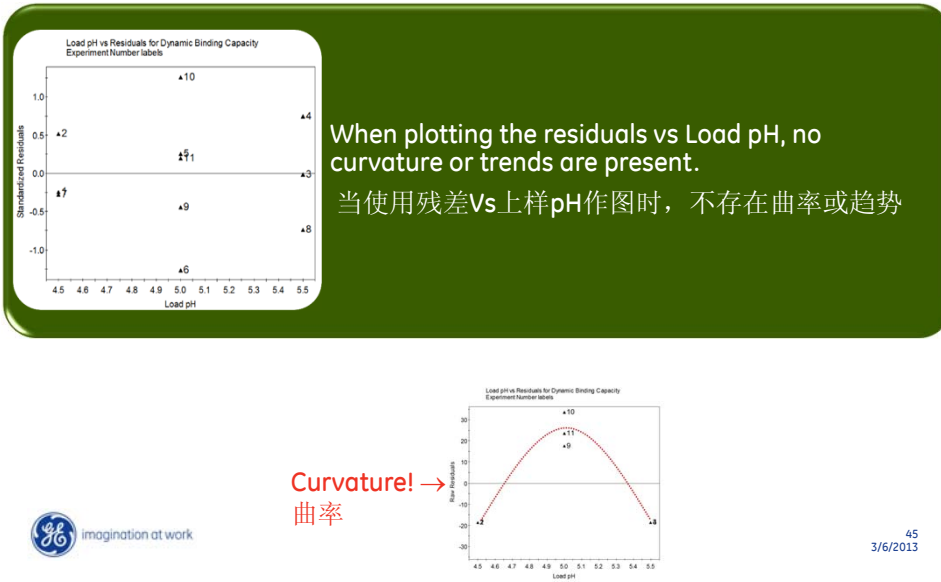 Load pH vs Residuals for Dynamic Binding Capacity
Experiment Number labels
Standardized Residuals
1.0
0.5
0.0
-0.5
-1.0
10
4
2
5
11
3
7
9
8
6
4.5 4.6 4.7 4.8 4.9 5.0 5.1 5.2 5.3 5.4 5.5
Load pH
When plotting the residuals vs Load pH, no
curvature or trends are present.
当使用残差Vs上样pH作图时，不存在曲率或趋势
Load pH vs Residuals for Dynamic Binding Capacity
Experiment Number labels
Raw Residuals
30
20
10
0
-10
-20
-30
10
11
9
4.5 4.6 4.7 4.8 4.9 5.0 5.1 5.2 5.3 5.4 5.5
Load pH
Curvature! →
曲率
GE
imagination at work
45
3/6/2013